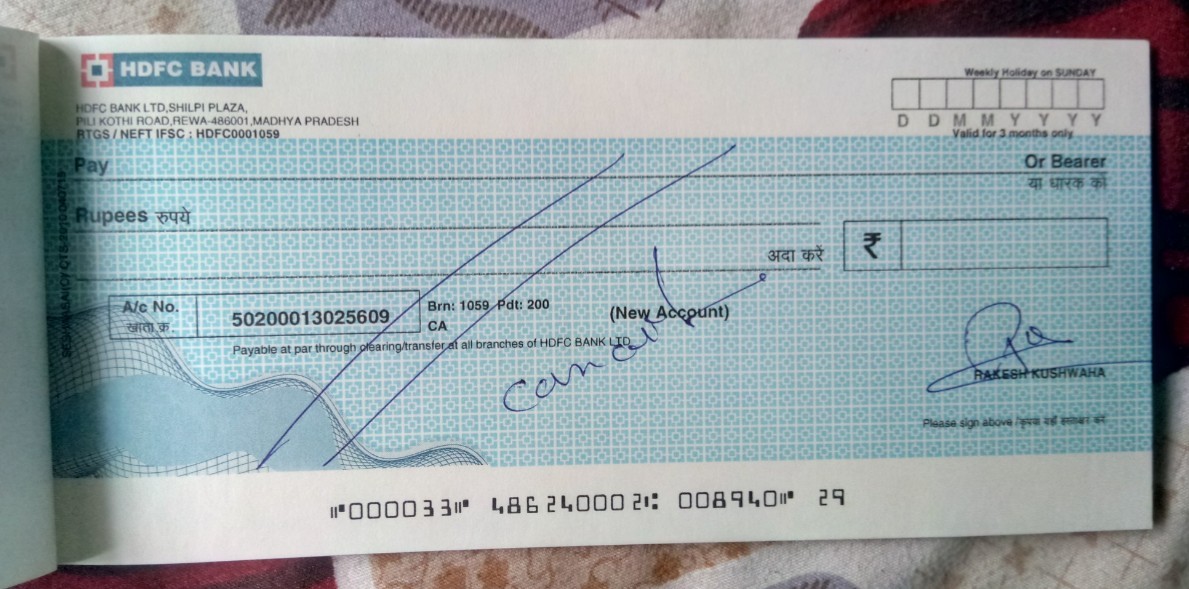 HDFC BANK
HDFC BANK LTD,SHILPI PLAZA,
PILI KOTHI ROAD,REWA-486001,MADHYA PRADESH
RTGS / NEFT IFSC : HDFC0001059
Weekly Holiday on SUNDAY
D D M M Y Y Y Y
Valid for 3 months only
Pay
Or Bearer
या धारक को
Rupees रुपये
अदा करें
₹
A/c No.
खाता क्र.
50200013025609
Brn: 1059 Pdt: 200
CA
(New Account)
Payable at par through clearing/transfer at all branches of HDFC BANK LTD
Cancel
RAKESH KUSHWAHA
Please sign above
⑈000033⑈ 486240002⑆ 008940⑈ 29